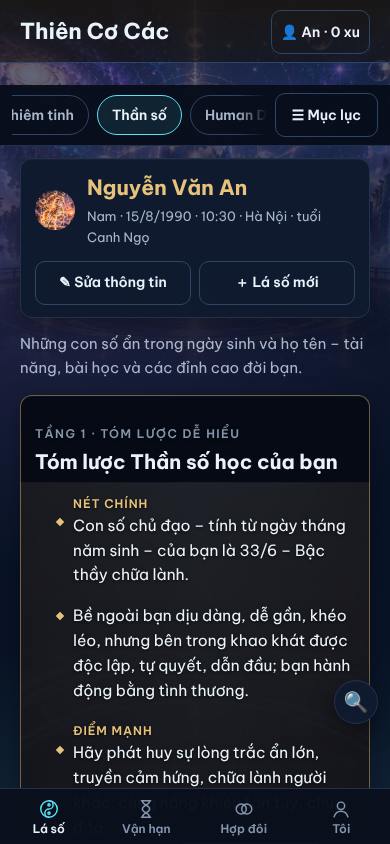 Thiên Cơ Các
An · 0 xu
hiêm tinh
Thần số
Human D
☰ Mục lục
Nguyễn Văn An
Nam · 15/8/1990 · 10:30 · Hà Nội · tuổi
Canh Ngọ
✎ Sửa thông tin
+ Lá số mới
Những con số ẩn trong ngày sinh và họ tên – tài
năng, bài học và các đỉnh cao đời bạn.
TẦNG 1 · TÓM LƯỢC DỄ HIỂU
Tóm lược Thần số học của bạn
NÉT CHÍNH
Con số chủ đạo – tính từ ngày tháng
năm sinh – của bạn là 33/6 – Bậc
thầy chữa lành.
Bề ngoài bạn dịu dàng, dễ gần, khéo
léo, nhưng bên trong khao khát được
độc lập, tự quyết, dẫn đầu; bạn hành
động bằng tình thương.
ĐIỂM MẠNH
Hãy phát huy sự lòng trắc ẩn lớn,
truyền cảm hứng, chữa lành người
Lá số
Vận hạn
Hợp đôi
Tôi